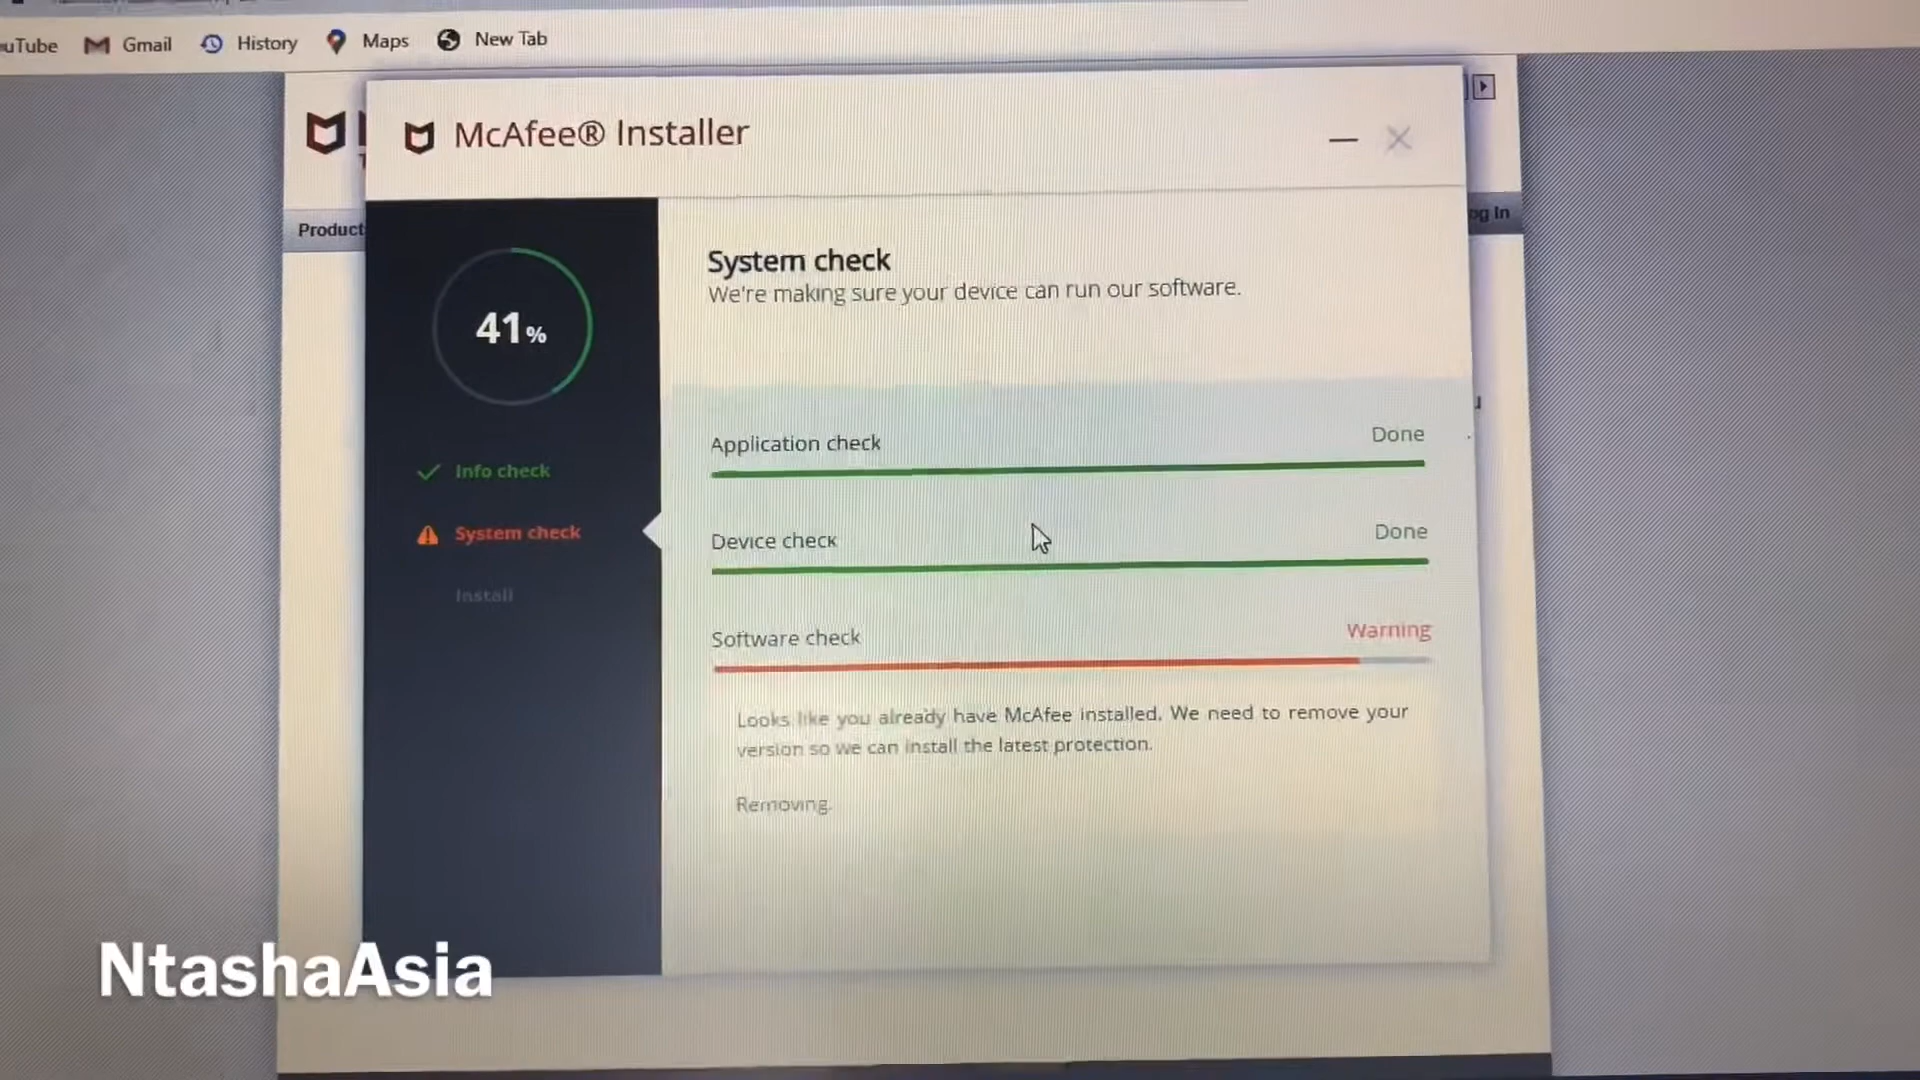 uTube Gmail History Maps New Tab
McAfee® Installer
Product
og In
41%
System check
We're making sure your device can run our software.
Application check Done
Info check
System check
Device check Done
Install
Software check Warning
Looks like you already have McAfee installed. We need to remove your
version so we can install the latest protection.
Removing.
NtashaAsia